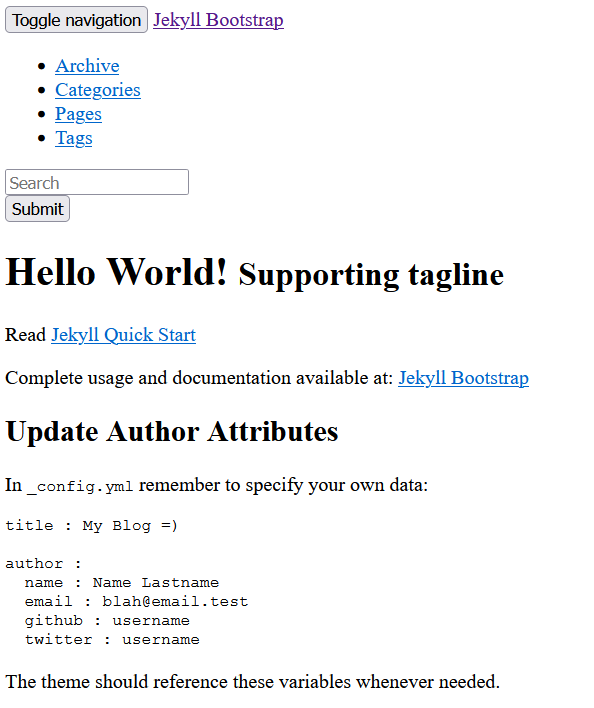 Toggle navigation Jekyll Bootstrap
Archive
Categories
Pages
Tags
Search
Submit
Hello World! Supporting tagline
Read Jekyll Quick Start
Complete usage and documentation available at: Jekyll Bootstrap
Update Author Attributes
In _config.yml remember to specify your own data:
title : My Blog =)
author :
  name : Name Lastname
  email : blah@email.test
  github : username
  twitter : username
The theme should reference these variables whenever needed.